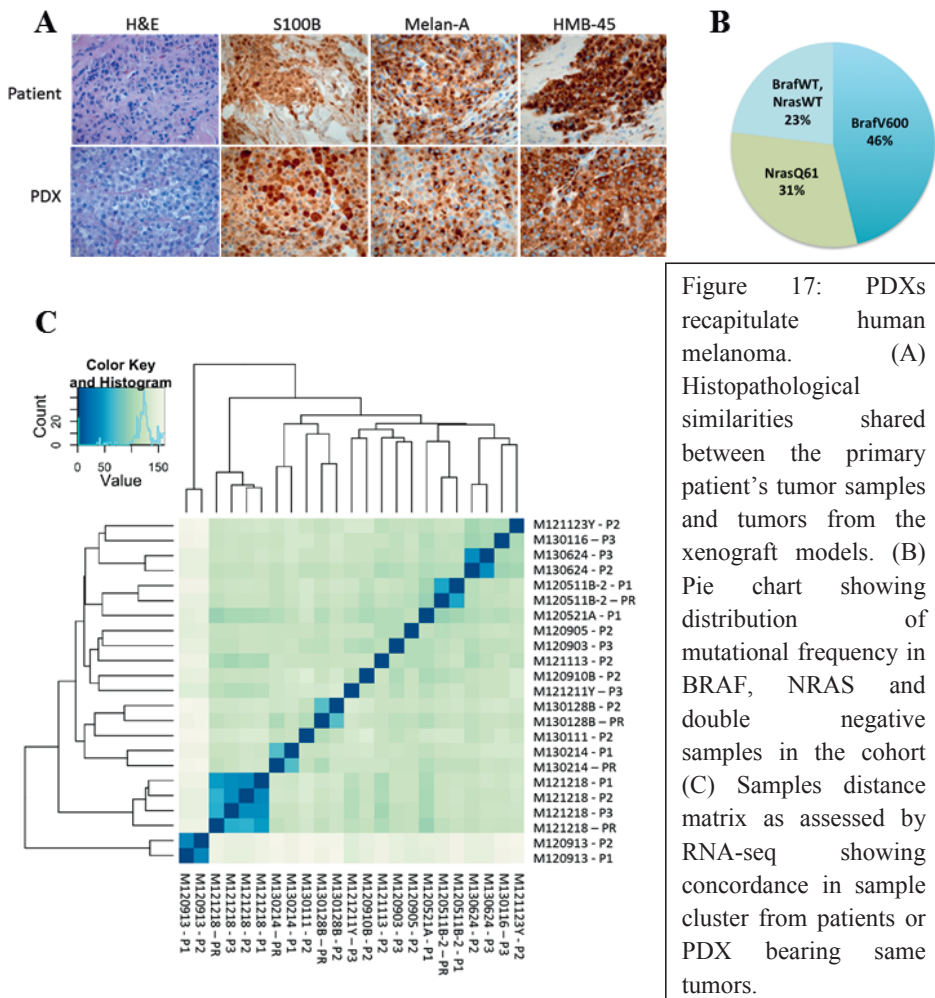 A
H&E
S100B
Melan-A
HMB-45
Patient
PDX
B
BrafWT,
NrasWT
23%
BrafV600
46%
NrasQ61
31%
Figure 17: PDXs
recapitulate human
melanoma. (A)
Histopathological
similarities shared
between the primary
patient's tumor samples
and tumors from the
xenograft models. (B)
Pie chart showing
distribution of
mutational frequency in
BRAF, NRAS and
double negative
samples in the cohort
(C) Samples distance
matrix as assessed by
RNA-seq showing
concordance in sample
cluster from patients or
PDX bearing same
tumors.
C
Color Key
and Histogram
Count
0 20
0 50 150
Value
M121123Y - P2
M130116 – P3
M130624 - P3
M130624 - P2
M120511B-2 - P1
M120511B-2 – PR
M120521A - P1
M120905 - P2
M120903 - P3
M121113 - P2
M120910B - P2
M121211Y – P3
M130128B - P2
M130128B – PR
M130111 - P2
M130214 - P1
M130214 – PR
M121218 - P1
M121218 - P2
M121218 - P3
M121218 – PR
M120913 - P2
M120913 - P1
M120913 - P1
M120913 - P2
M121218 – PR
M121218 - P3
M121218 - P2
M121218 - P1
M130214 – PR
M130214 - P1
M130111 - P2
M130128B – PR
M130128B - P2
M121211Y – P3
M120910B - P2
M121113 - P2
M120903 - P3
M120905 - P2
M120521A - P1
M120511B-2 – PR
M120511B-2 - P1
M130624 - P2
M130624 - P3
M130116 – P3
M121123Y - P2